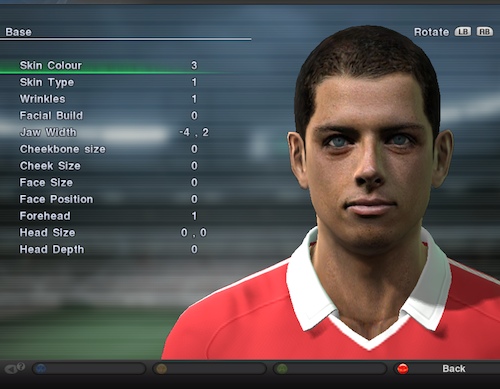 Base
Rotate LB RB
Skin Colour 3
Skin Type 1
Wrinkles 1
Facial Build 0
Jaw Width -4 , 2
Cheekbone size 0
Cheek Size 0
Face Size 0
Face Position 0
Forehead 1
Head Size 0 , 0
Head Depth 0
Back